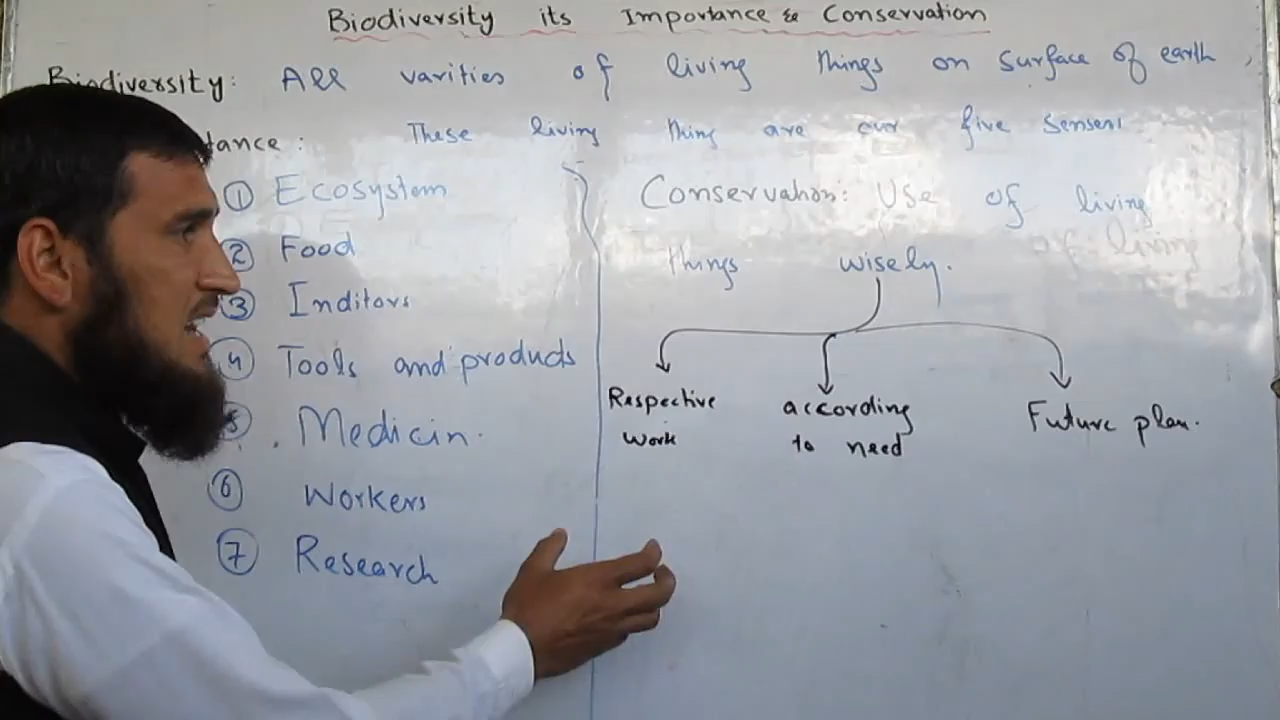 Biodiversity its Importance & Conservation
Biodiversity: All varities of living things on surface of earth,
tance: These living thing are our five senses!
① Ecosystem
② Food
③ Inditors
④ Tools and products
⑤ Medicin.
⑥ Workers
⑦ Research
Conservation: Use of living
of living
things wisely.
Respective work
according to need
Future plan.